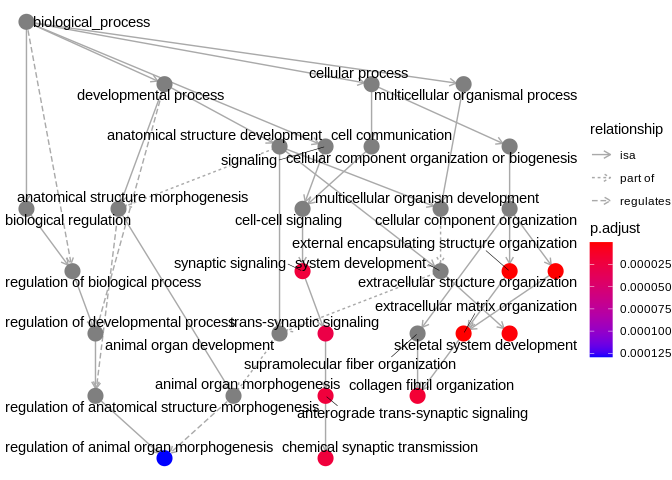 biological_process
cellular process
developmental process
multicellular organismal process
anatomical structure development
cell communication
signaling
cellular component organization or biogenesis
anatomical structure morphogenesis
multicellular organism development
biological regulation
cell-cell signaling
cellular component organization
external encapsulating structure organization
synaptic signaling
system development
regulation of biological process
extracellular structure organization
extracellular matrix organization
regulation of developmental process
trans-synaptic signaling
animal organ development
skeletal system development
supramolecular fiber organization
animal organ morphogenesis
collagen fibril organization
regulation of anatomical structure morphogenesis
anterograde trans-synaptic signaling
regulation of animal organ morphogenesis
chemical synaptic transmission
relationship
isa
part of
regulates
p.adjust
0.000025
0.000050
0.000075
0.000100
0.000125